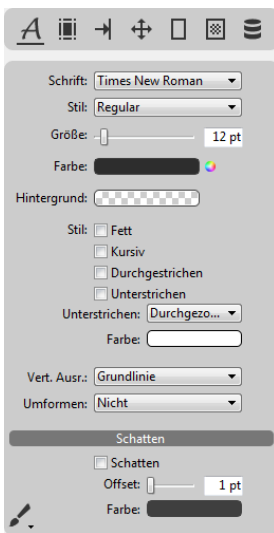 A
Schrift: Times New Roman
Stil: Regular
Größe: 12 pt
Farbe:
Hintergrund:
Stil: Fett
Kursiv
Durchgestrichen
Unterstrichen
Unterstrichen: Durchgezo...
Farbe:
Vert. Ausr.: Grundlinie
Umformen: Nicht
Schatten
Schatten
Offset: 1 pt
Farbe: